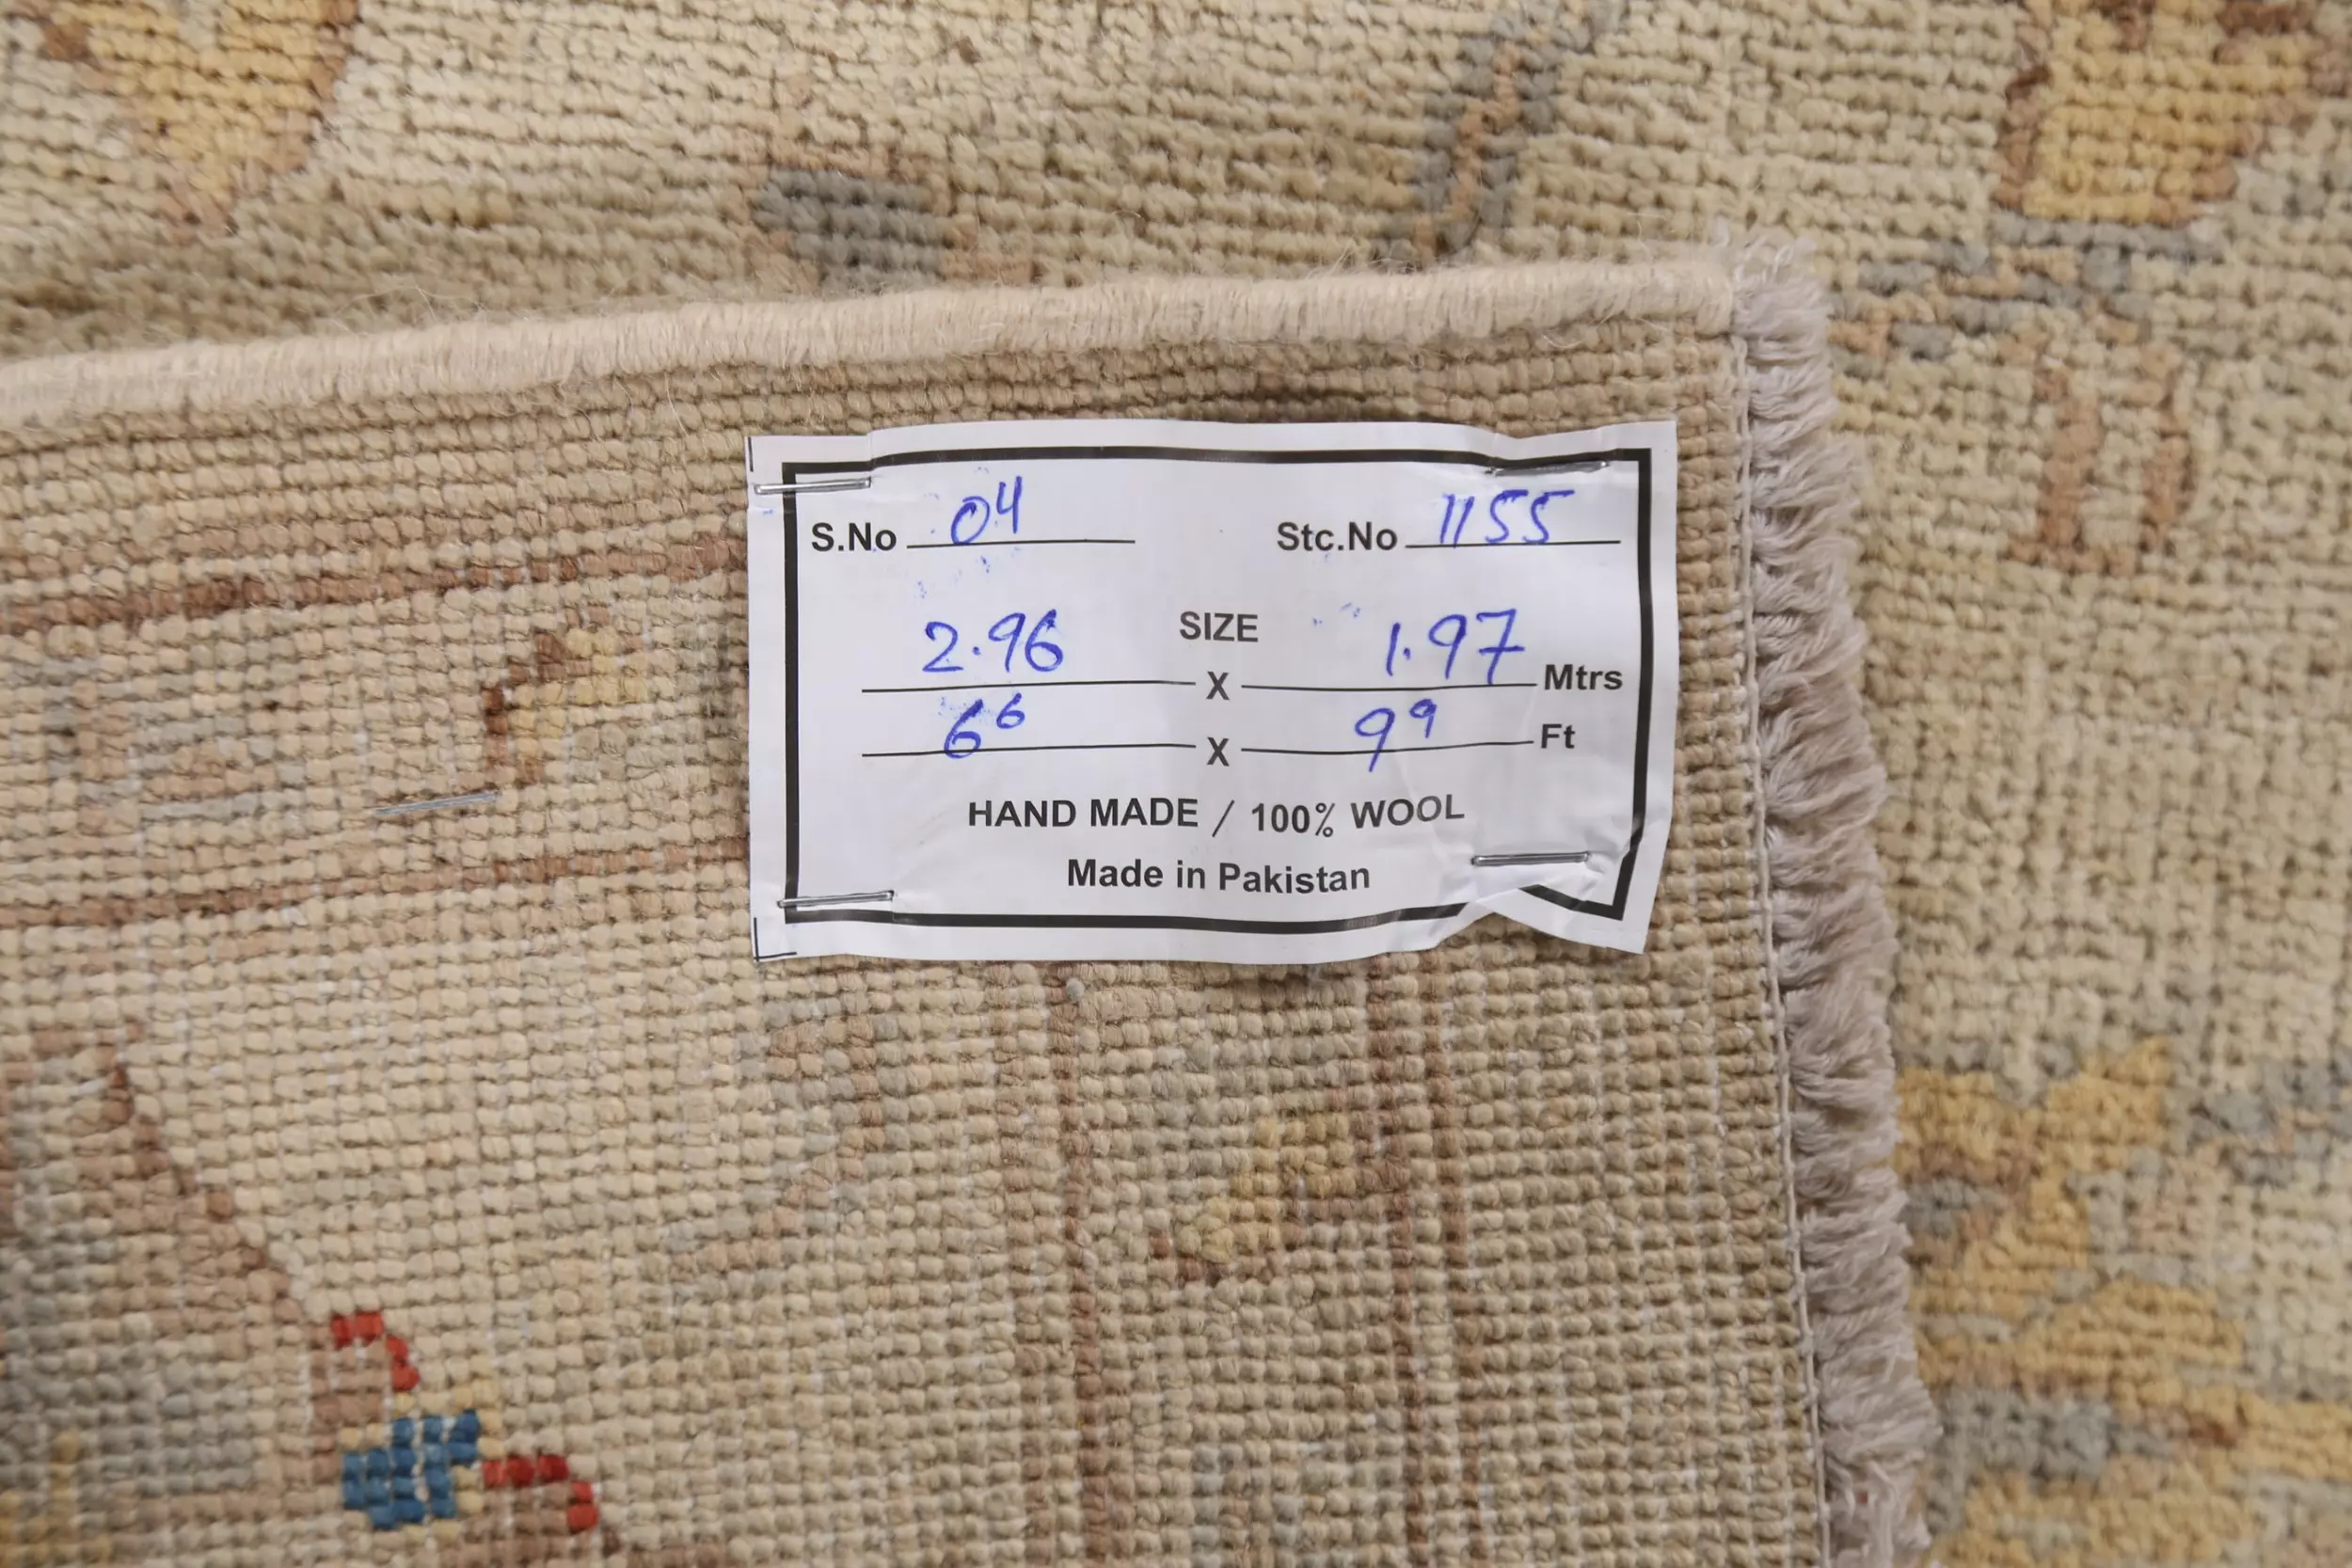 S.No 04 Stc.No 1155
SIZE
2.96 X 1.97 Mtrs
6⁶ X 9⁹ Ft
HAND MADE / 100% WOOL
Made in Pakistan